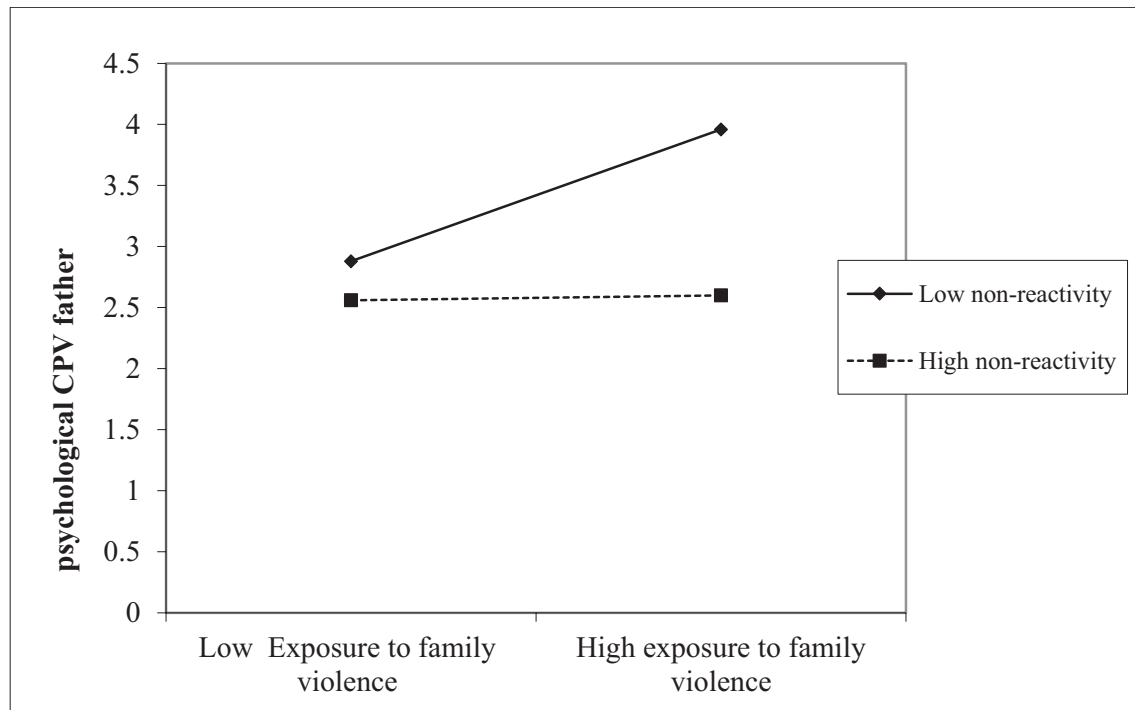 4.5
4
3.5
3
2.5
2
1.5
1
0.5
0
psychological CPV father
Low Exposure to family
violence
High exposure to family
violence
Low non-reactivity
High non-reactivity